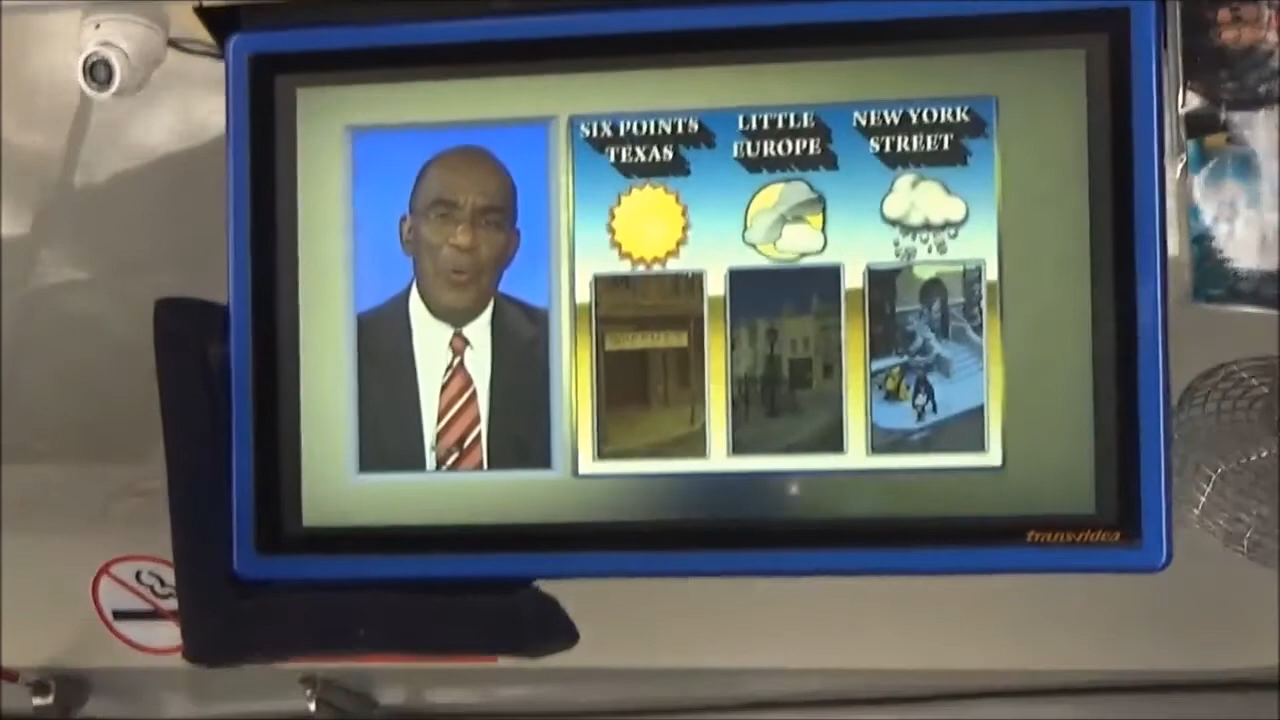 SIX POINTS
TEXAS
LITTLE
EUROPE
NEW YORK
STREET
transvideo